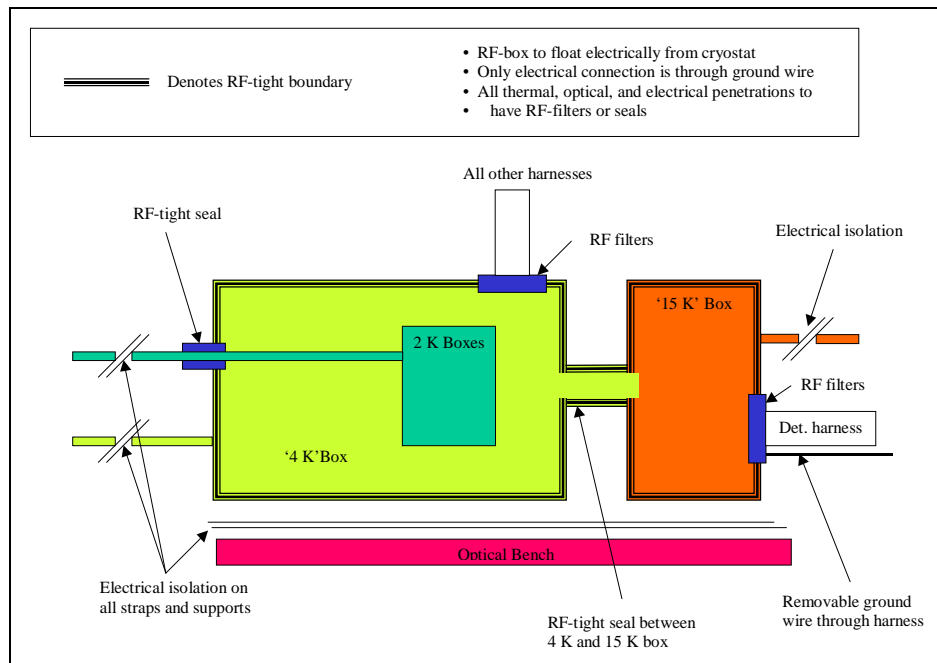 Denotes RF-tight boundary
• RF-box to float electrically from cryostat
• Only electrical connection is through ground wire
• All thermal, optical, and electrical penetrations to
• have RF-filters or seals
All other harnesses
RF-tight seal
RF filters
Electrical isolation
‘15 K’ Box
2 K Boxes
RF filters
Det. harness
‘4 K’Box
Optical Bench
Electrical isolation on
all straps and supports
RF-tight seal between
4 K and 15 K box
Removable ground
wire through harness